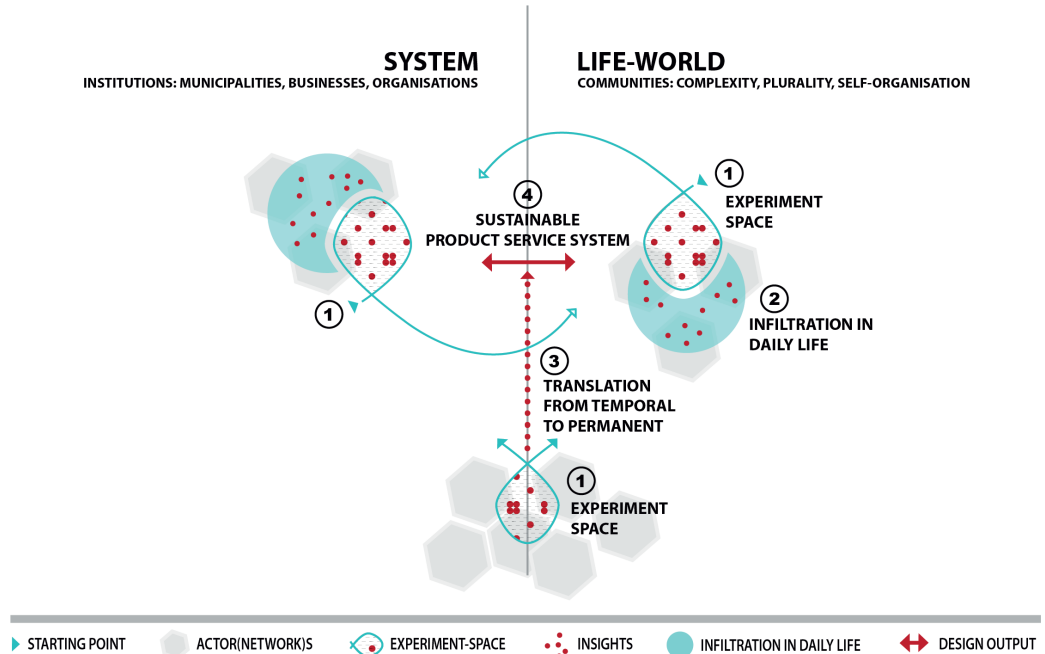 SYSTEM
INSTITUTIONS: MUNICIPALITIES, BUSINESSES, ORGANISATIONS
LIFE-WORLD
COMMUNITIES: COMPLEXITY, PLURALITY, SELF-ORGANISATION
1
EXPERIMENT
SPACE
4
SUSTAINABLE
PRODUCT SERVICE SYSTEM
1
2
INFILTRATION IN
DAILY LIFE
3
TRANSLATION
FROM TEMPORAL
TO PERMANENT
1
EXPERIMENT
SPACE
STARTING POINT
ACTOR(NETWORK)S
EXPERIMENT-SPACE
INSIGHTS
INFILTRATION IN DAILY LIFE
DESIGN OUTPUT